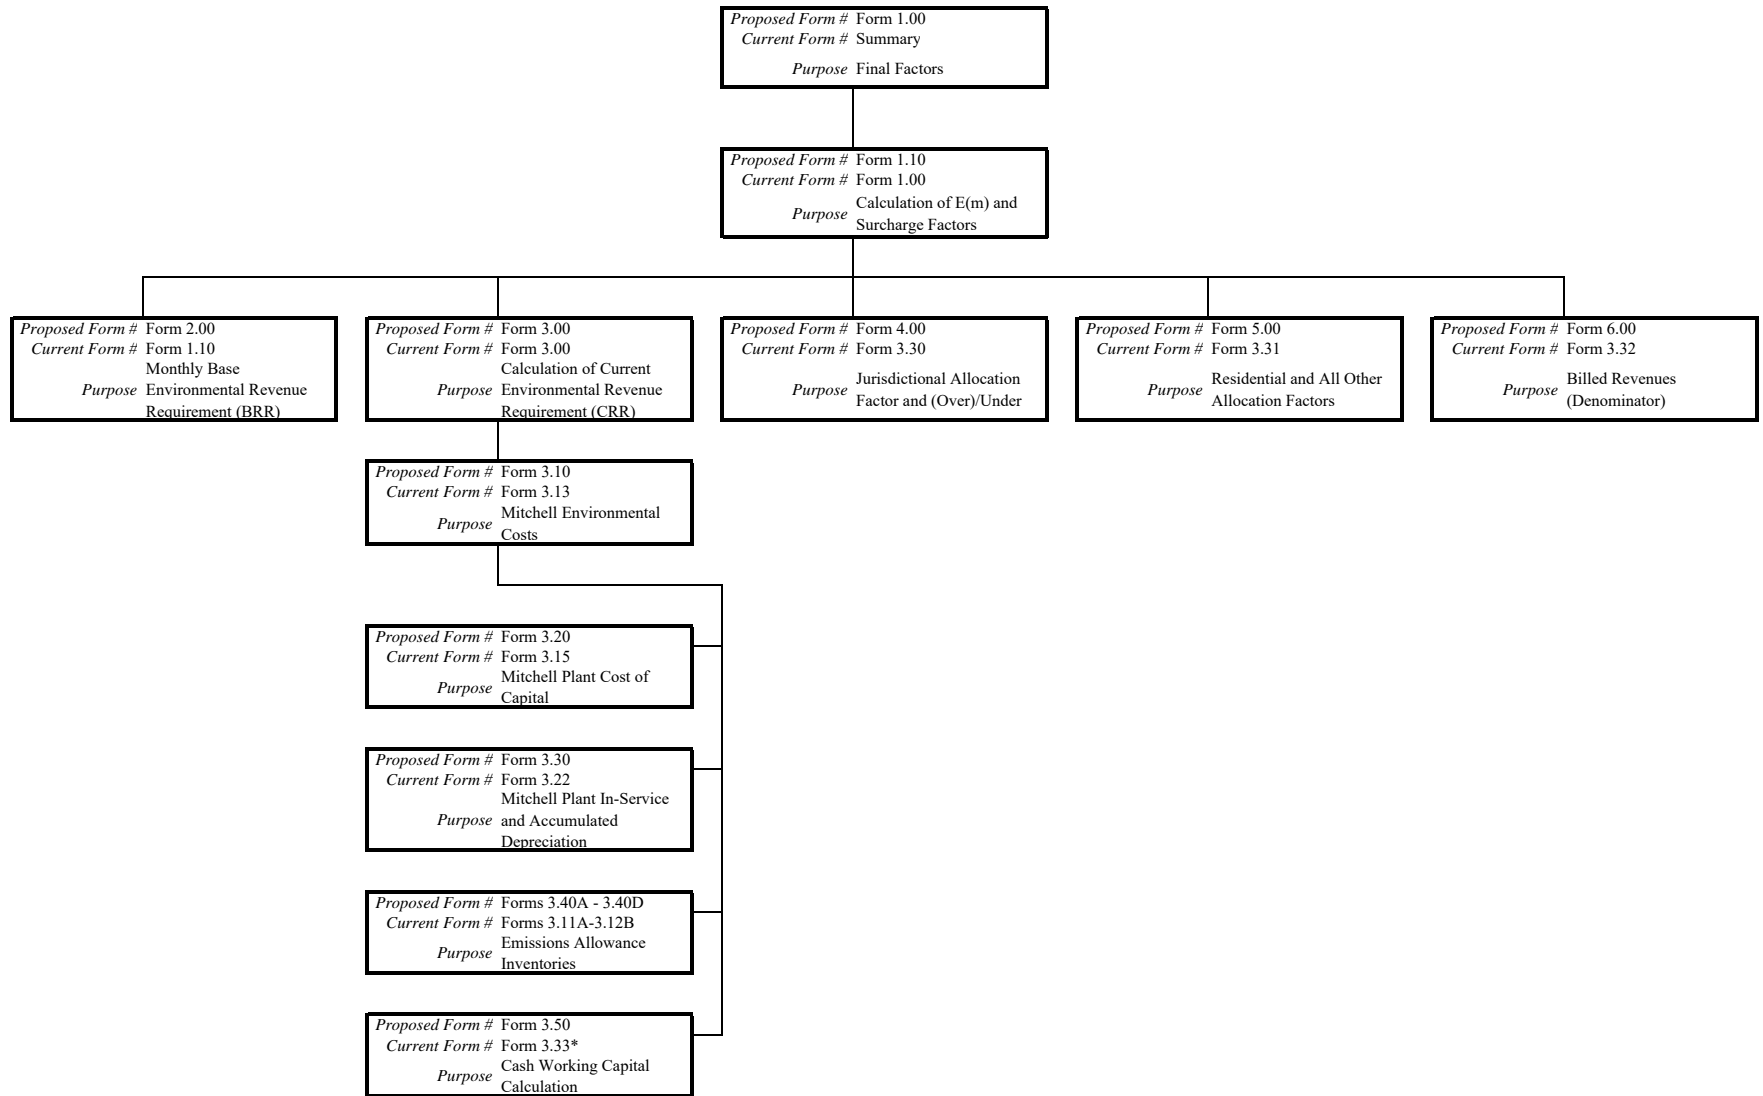 Proposed Form # Form 1.00
Current Form # Summary
Purpose Final Factors
Proposed Form # Form 1.10
Current Form # Form 1.00
Purpose Calculation of E(m) and
Surcharge Factors
Proposed Form # Form 2.00
Current Form # Form 1.10
Monthly Base
Purpose Environmental Revenue
Requirement (BRR)
Proposed Form # Form 3.00
Current Form # Form 3.00
Calculation of Current
Purpose Environmental Revenue
Requirement (CRR)
Proposed Form # Form 4.00
Current Form # Form 3.30
Purpose Jurisdictional Allocation
Factor and (Over)/Under
Proposed Form # Form 5.00
Current Form # Form 3.31
Purpose Residential and All Other
Allocation Factors
Proposed Form # Form 6.00
Current Form # Form 3.32
Purpose Billed Revenues
(Denominator)
Proposed Form # Form 3.10
Current Form # Form 3.13
Purpose Mitchell Environmental
Costs
Proposed Form # Form 3.20
Current Form # Form 3.15
Purpose Mitchell Plant Cost of
Capital
Proposed Form # Form 3.30
Current Form # Form 3.22
Mitchell Plant In-Service
Purpose and Accumulated
Depreciation
Proposed Form # Forms 3.40A - 3.40D
Current Form # Forms 3.11A-3.12B
Purpose Emissions Allowance
Inventories
Proposed Form # Form 3.50
Current Form # Form 3.33*
Purpose Cash Working Capital
Calculation